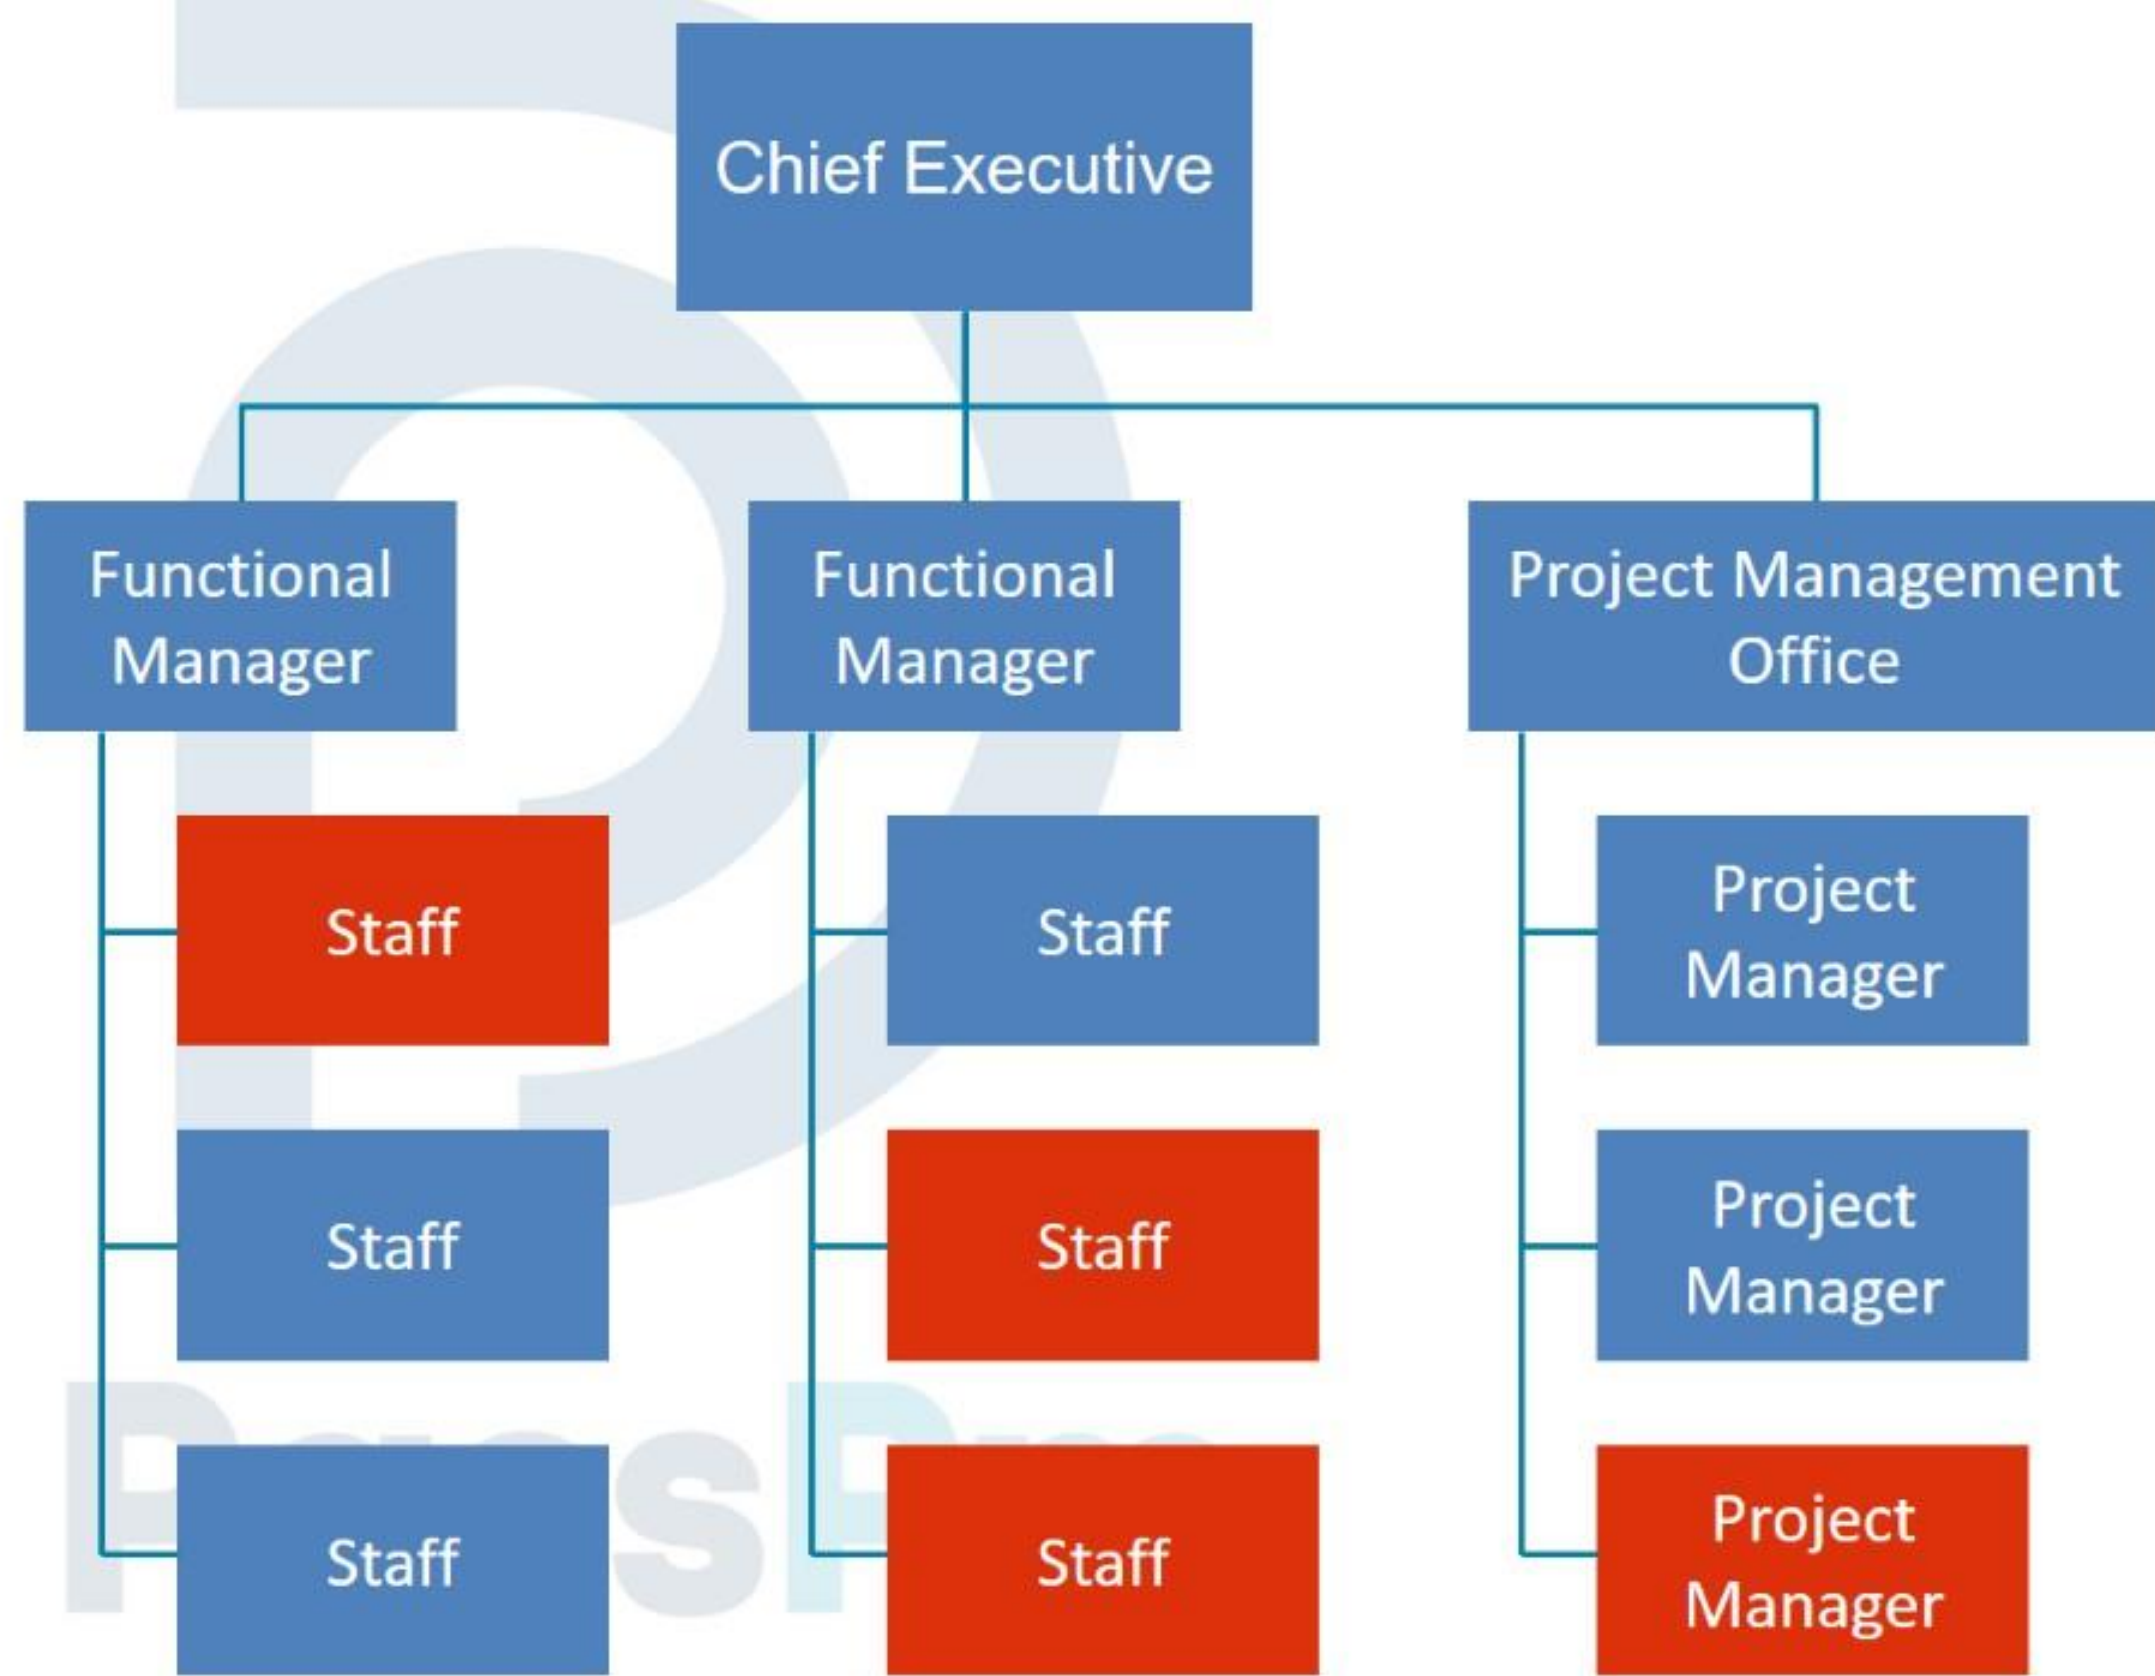 Chief Executive
Functional
Manager
Functional
Manager
Project Management
Office
Staff
Staff
Project
Manager
Staff
Staff
Project
Manager
Staff
Staff
Project
Manager